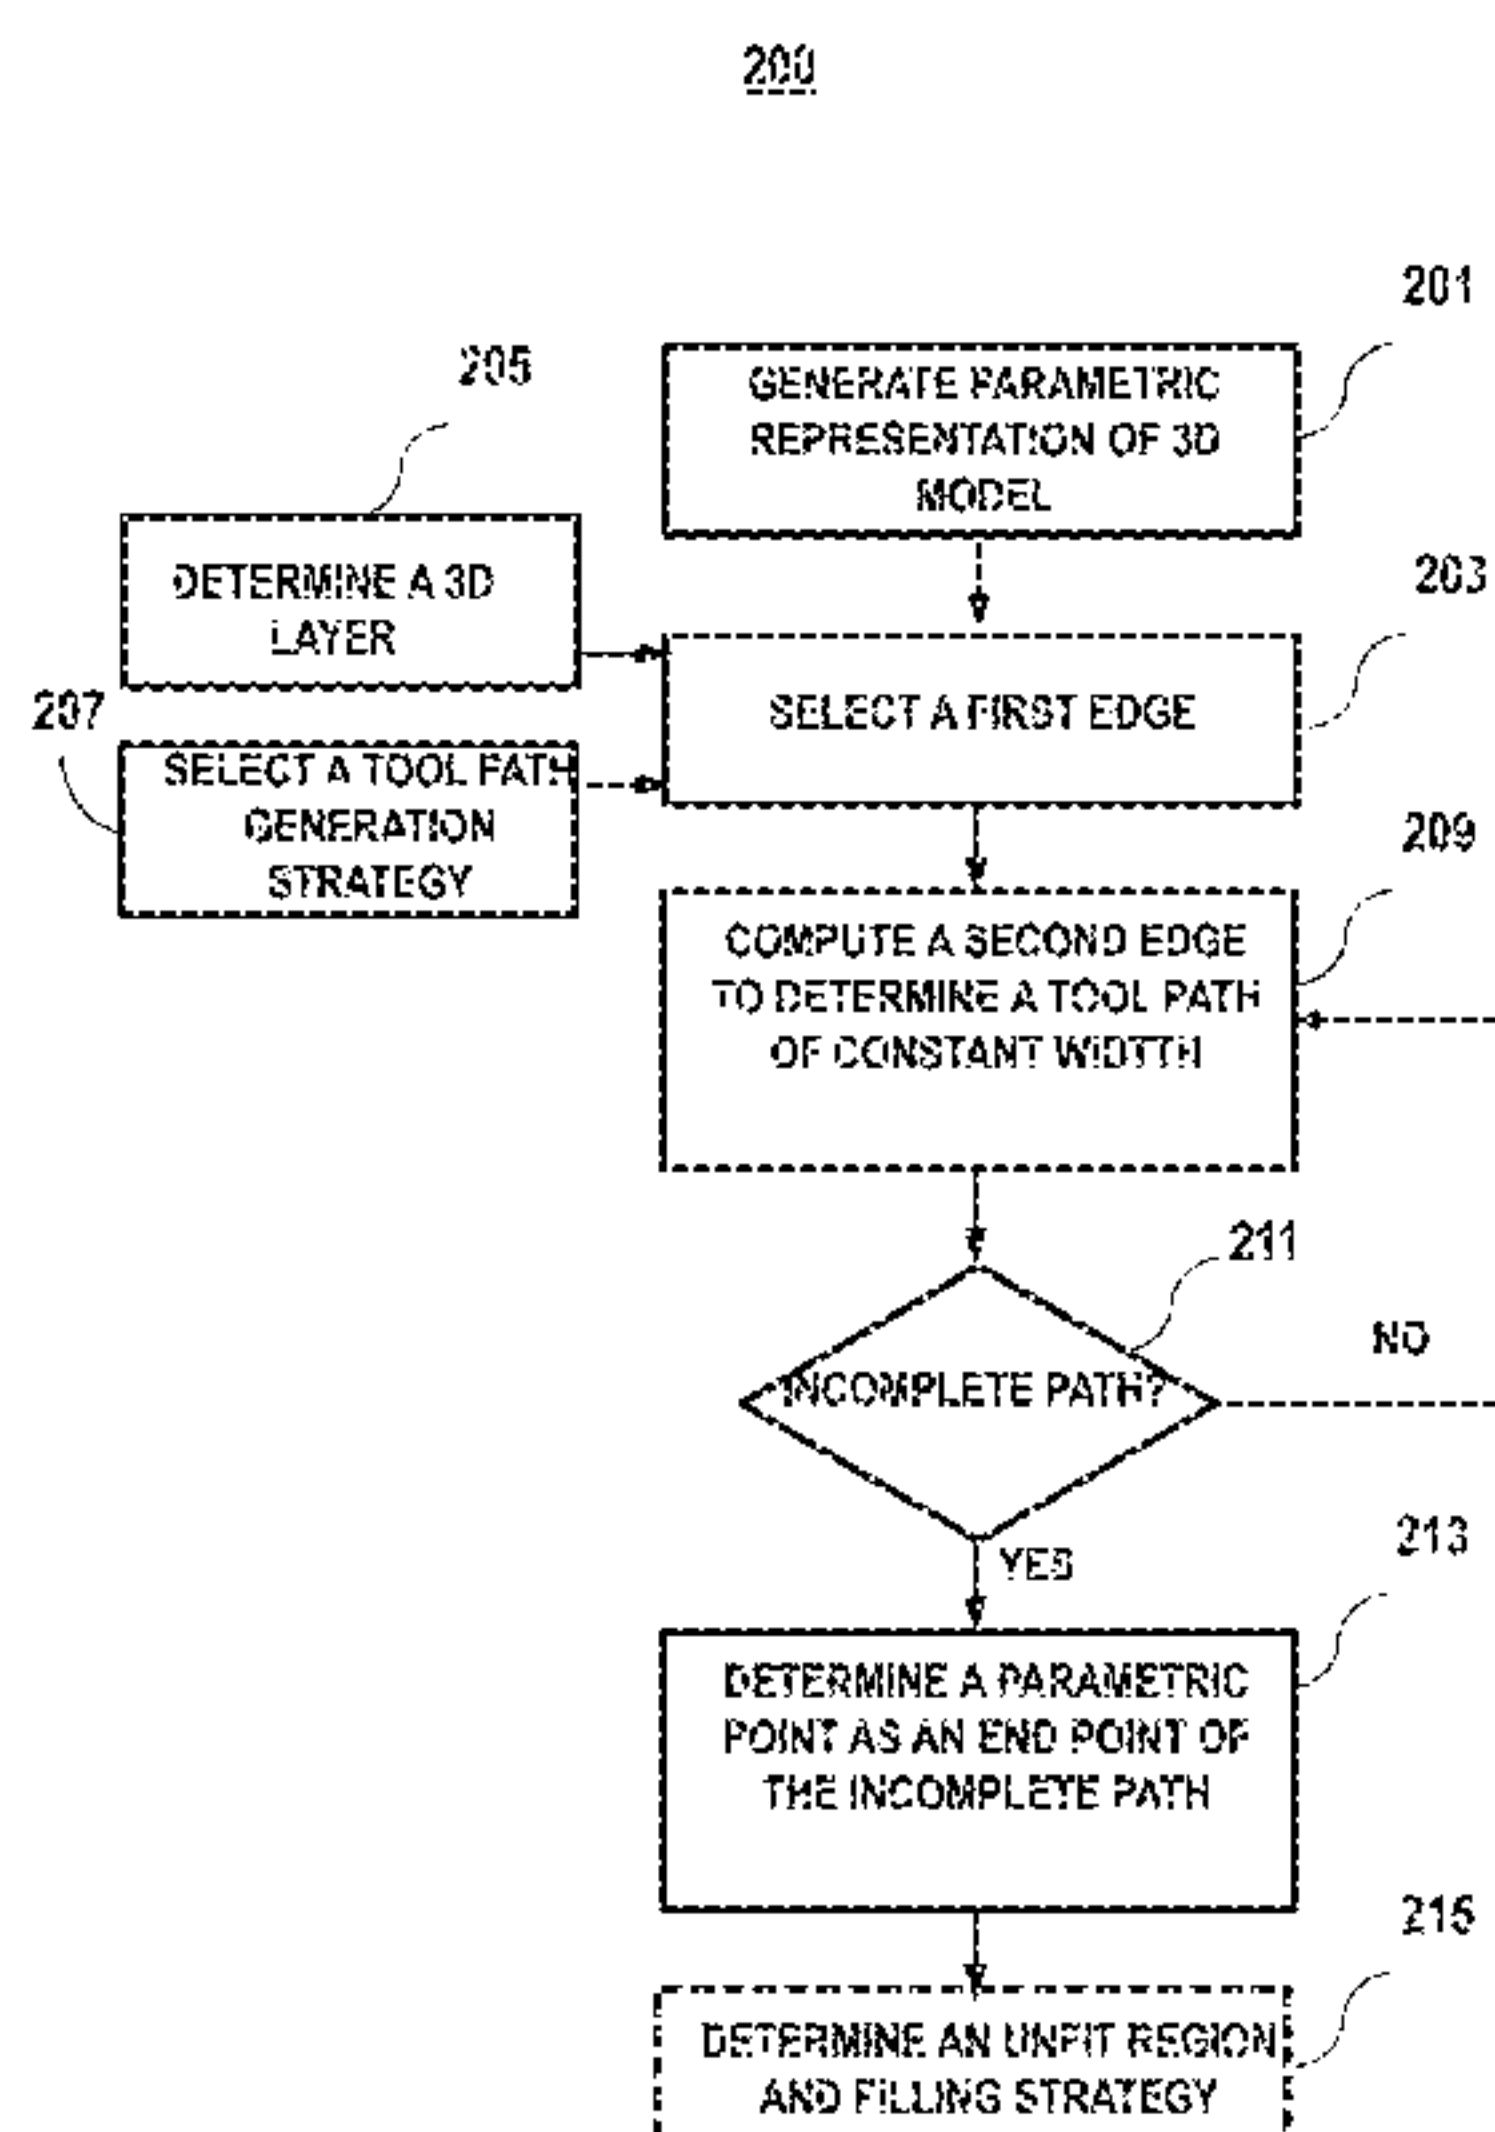 200
201
GENERATE PARAMETRIC
REPRESENTATION OF 3D
MODEL
205
DETERMINE A 3D
LAYER
203
SELECT A FIRST EDGE
207
SELECT A TOOL PATH
GENERATION
STRATEGY
209
COMPUTE A SECOND EDGE
TO DETERMINE A TOOL PATH
OF CONSTANT WIDTTH
211
INCOMPLETE PATH?
NO
YES
213
DETERMINE A PARAMETRIC
POINT AS AN END POINT OF
THE INCOMPLETE PATH
215
DETERMINE AN UNFIT REGION
AND FILLING STRATEGY